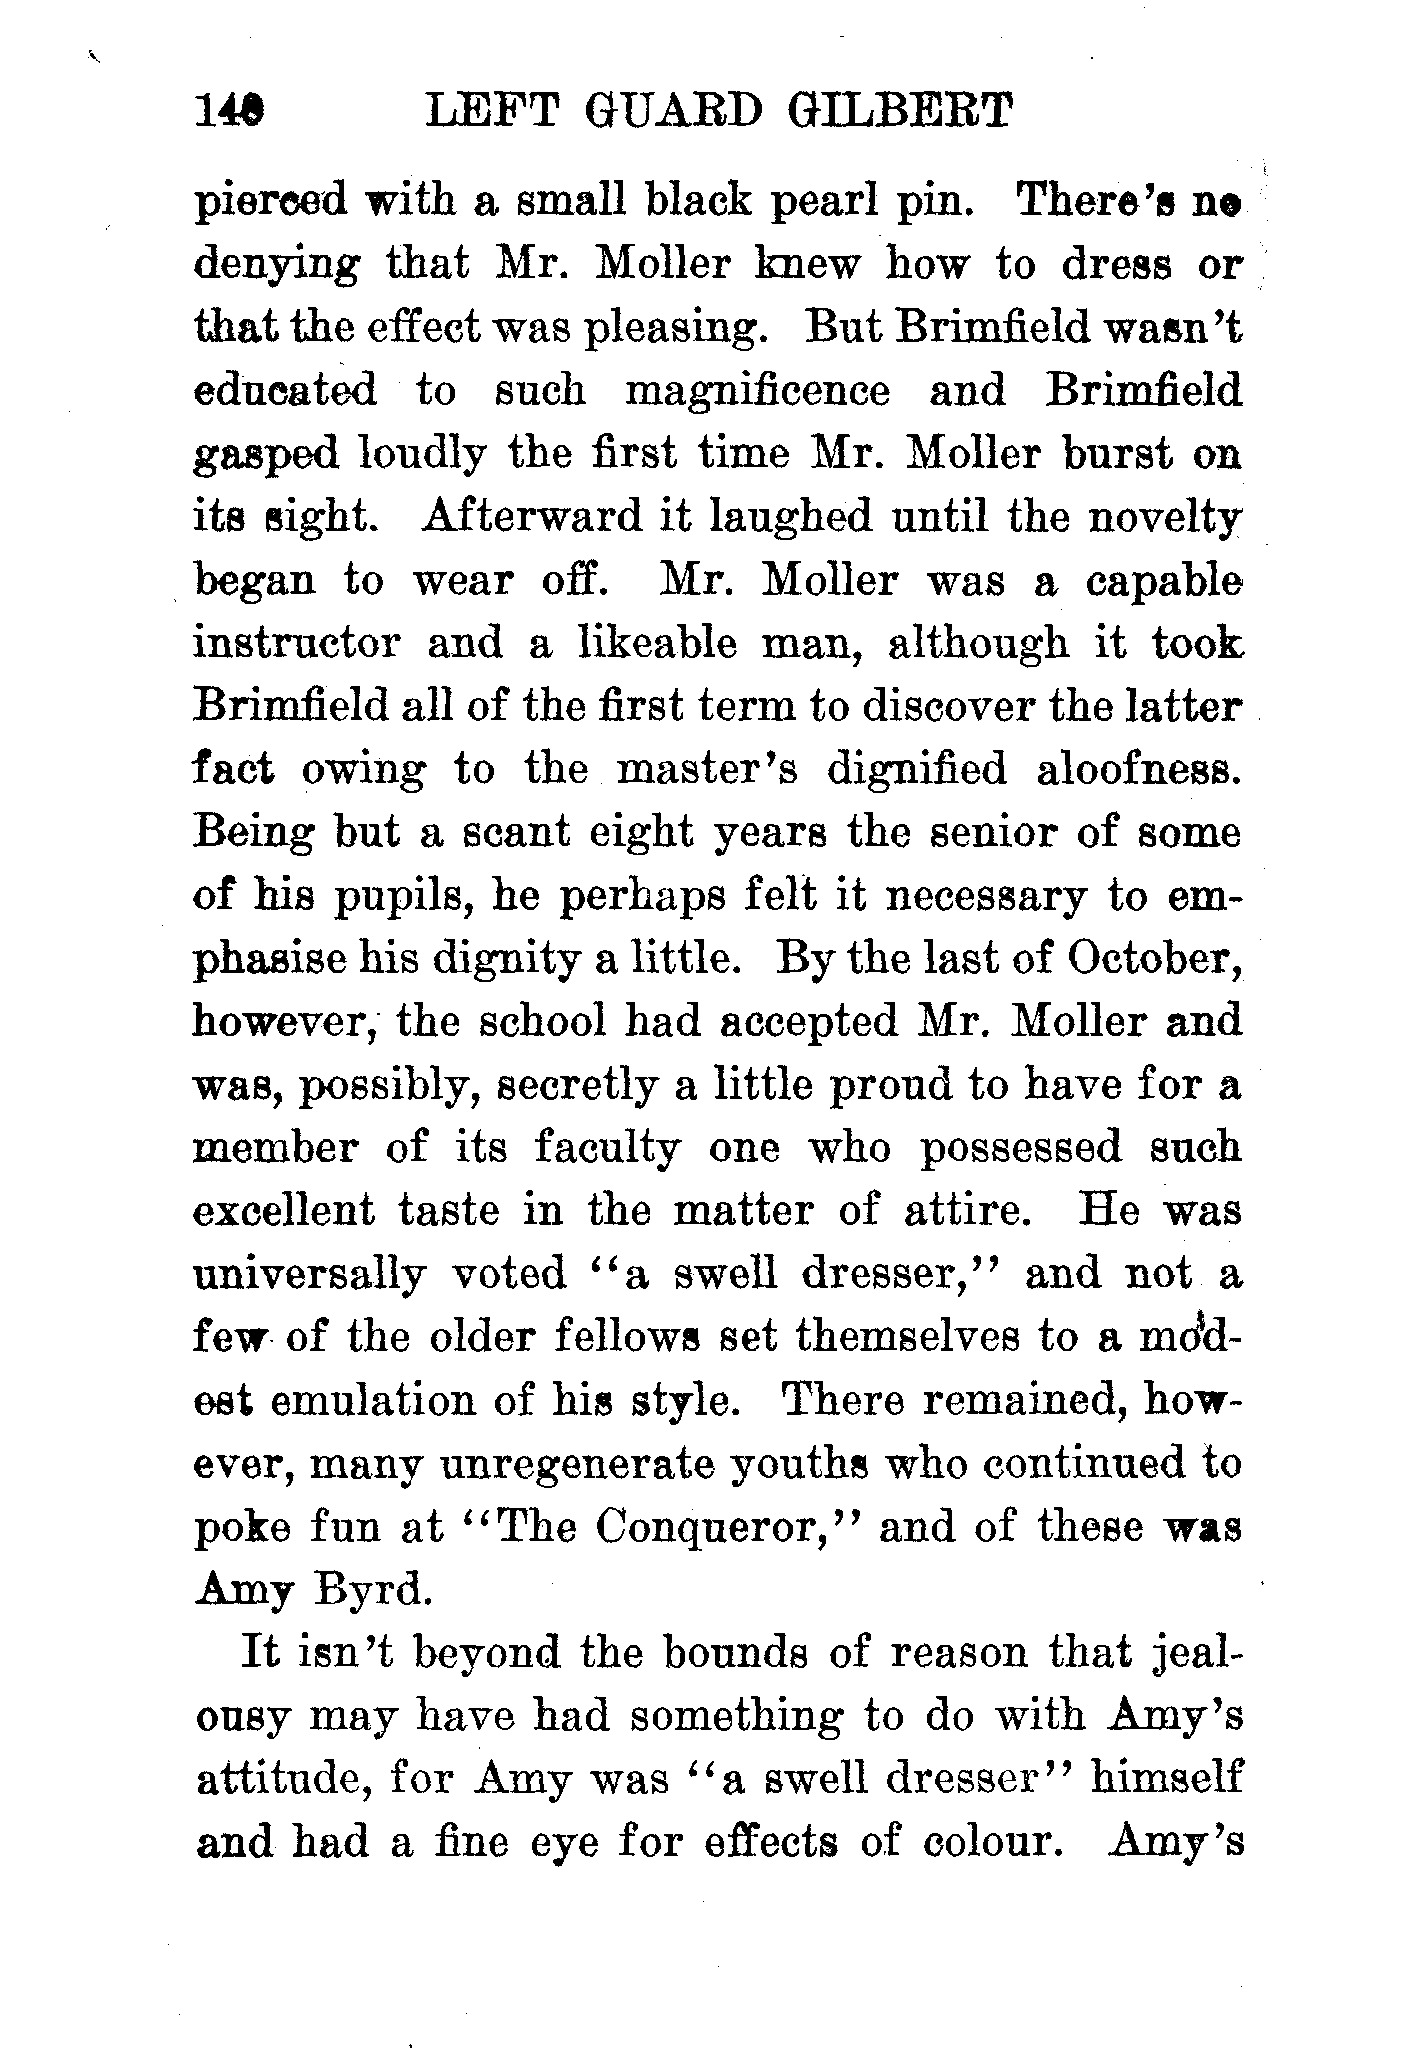 140 LEFT GUARD GILBERT
pierced with a small black pearl pin. There's no
denying that Mr. Moller knew how to dress or
that the effect was pleasing. But Brimfield wasn't
educated to such magnificence and Brimfield
gasped loudly the first time Mr. Moller burst on
its sight. Afterward it laughed until the novelty
began to wear off. Mr. Moller was a capable
instructor and a likeable man, although it took
Brimfield all of the first term to discover the latter
fact owing to the master's dignified aloofness.
Being but a scant eight years the senior of some
of his pupils, he perhaps felt it necessary to em-
phasise his dignity a little. By the last of October,
however, the school had accepted Mr. Moller and
was, possibly, secretly a little proud to have for a
member of its faculty one who possessed such
excellent taste in the matter of attire. He was
universally voted "a swell dresser," and not a
few of the older fellows set themselves to a mod-
est emulation of his style. There remained, how-
ever, many unregenerate youths who continued to
poke fun at "The Conqueror," and of these was
Amy Byrd.
It isn't beyond the bounds of reason that jeal-
ousy may have had something to do with Amy's
attitude, for Amy was "a swell dresser" himself
and had a fine eye for effects of colour. Amy's